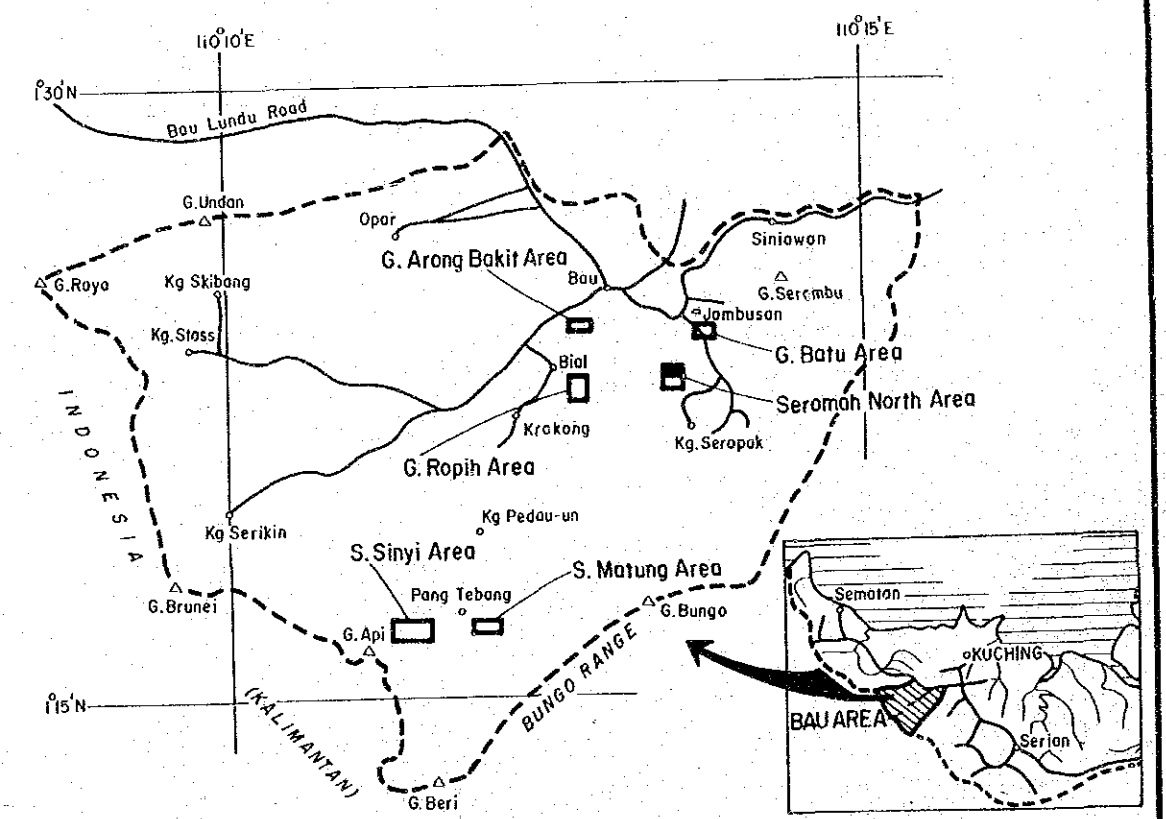 110°10'E
110°15'E
1°30'N
Bau Lundu Road
G.Undan
Opar
Siniawan
G. Arong Bakit Area
G.Raya
Kg Skibang
Bau
G.Serembu
Jambusan
Kg.Stass
G. Batu Area
Bial
Seromah North Area
Krokong
Kg.Seropak
G. Ropih Area
INDONESIA
Kg Serikin
Kg Pedau-un
S. Sinyi Area
S. Matung Area
Pang Tebang
G.Brunei
G.Bungo
G.Api
BUNGO RANGE
1°15'N
(KALIMANTAN)
G.Beri
Sematan
KUCHING
BAU AREA
Serian